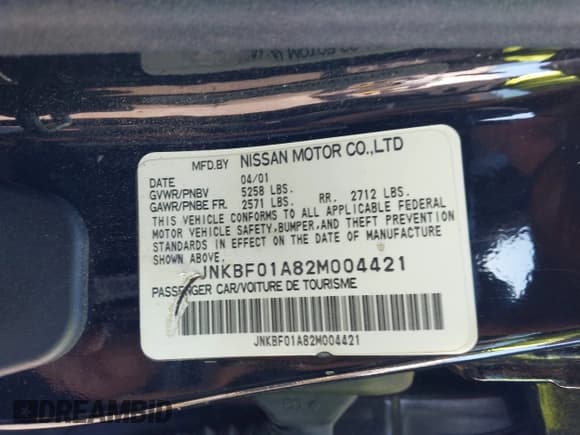 MFD.BY NISSAN MOTOR CO.,LTD
DATE 04/01
GVWR/PNBV 5258 LBS.
GAWR/PNBE FR. 2571 LBS. RR. 2712 LBS.
THIS VEHICLE CONFORMS TO ALL APPLICABLE FEDERAL
MOTOR VEHICLE SAFETY,BUMPER,AND THEFT PREVENTION
STANDARDS IN EFFECT ON THE DATE OF MANUFACTURE
SHOWN ABOVE.
JNKBF01A82M004421
PASSENGER CAR/VOITURE DE TOURISME
JNKBF01A82M004421
DREAMBID